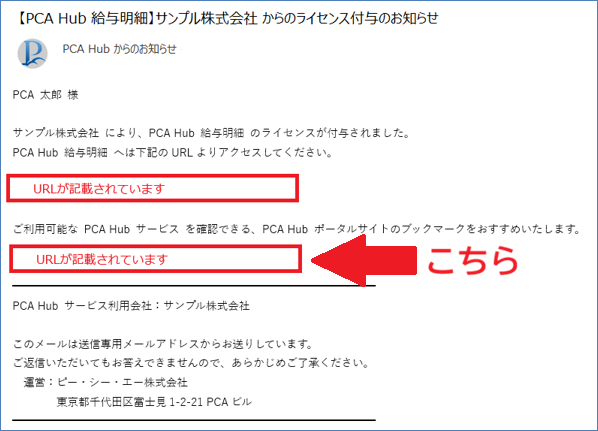 【PCA Hub 給与明細】サンプル株式会社 からのライセンス付与のお知らせ
PCA Hub からのお知らせ
PCA 太郎 様
サンプル株式会社 により、PCA Hub 給与明細 のライセンスが付与されました。
PCA Hub 給与明細 へは下記の URL よりアクセスしてください。
URLが記載されています
ご利用可能な PCA Hub サービス を確認できる、PCA Hub ポータルサイトのブックマークをおすすめいたします。
URLが記載されています
こちら
PCA Hub サービス利用会社：サンプル株式会社
このメールは送信専用メールアドレスからお送りしています。
ご返信いただいてもお答えできませんので、あらかじめご了承ください。
運営：ピー・シー・エー株式会社
東京都千代田区富士見 1-2-21 PCA ビル